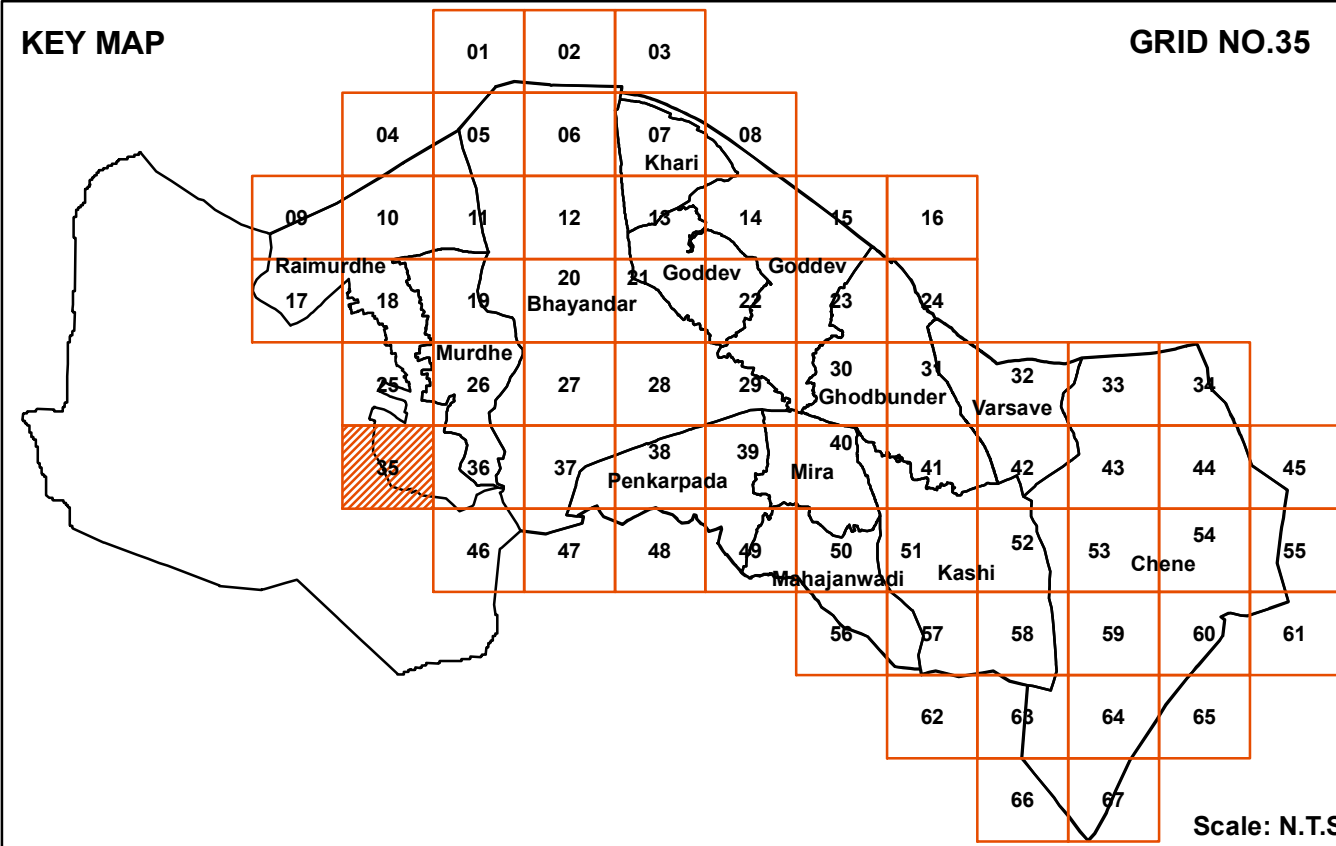 KEY MAP
GRID NO.35
01 02 03
04 05 06 07 08
Khari
09 10 11 12 13 14 15 16
Raimurdhe
Goddev
Goddev
17 18 19 20 21 22 23 24
Bhayandar
Murdhe
25 26 27 28 29 30 31 32 33 34
Ghodbunder
Varsave
35 36 37 38 39 40 41 42 43 44 45
Penkarpada
Mira
46 47 48 49 50 51 52 53 54 55
Mahajanwadi
Kashi
Chene
56 57 58 59 60 61
62 63 64 65
66 67
Scale: N.T.S